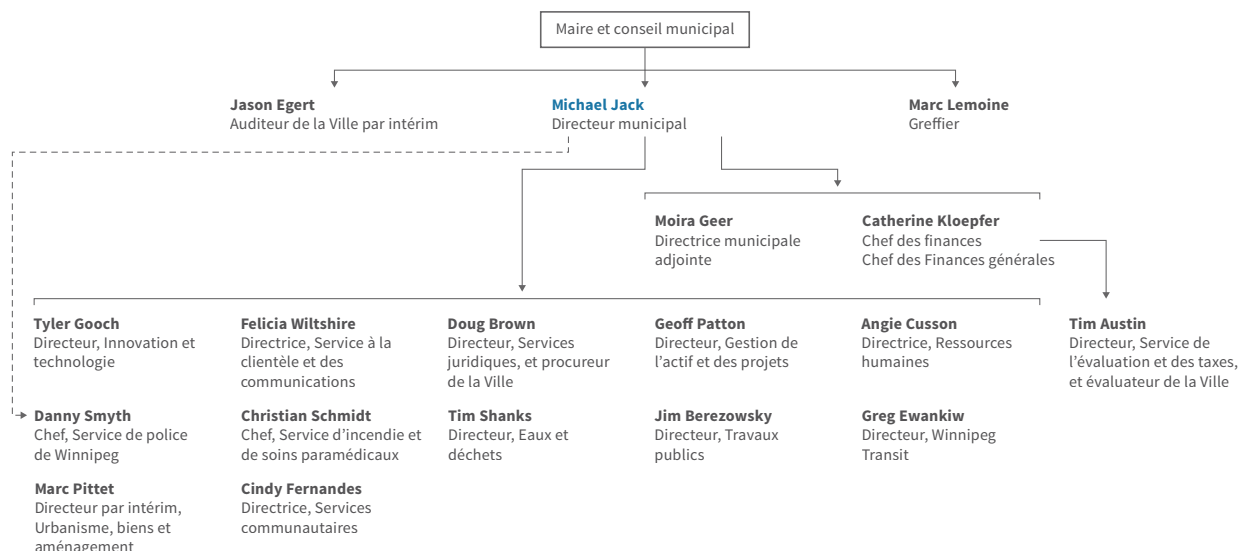 Maire et conseil municipal
Jason Egert
Auditeur de la Ville par intérim
Michael Jack
Directeur municipal
Marc Lemoine
Greffier
Moira Geer
Directrice municipale
adjointe
Catherine Kloepfer
Chef des finances
Chef des Finances générales
Tyler Gooch
Directeur, Innovation et
technologie
Felicia Wiltshire
Directrice, Service à la
clientèle et des
communications
Doug Brown
Directeur, Services
juridiques, et procureur
de la Ville
Geoff Patton
Directeur, Gestion de
l'actif et des projets
Angie Cusson
Directrice, Ressources
humaines
Tim Austin
Directeur, Service de
l'évaluation et des taxes,
et évaluateur de la Ville
Danny Smyth
Chef, Service de police
de Winnipeg
Christian Schmidt
Chef, Service d'incendie et
de soins paramédicaux
Tim Shanks
Directeur, Eaux et
déchets
Jim Berezowsky
Directeur, Travaux
publics
Greg Ewankiw
Directeur, Winnipeg
Transit
Marc Pittet
Directeur par intérim,
Urbanisme, biens et
aménagement
Cindy Fernandes
Directrice, Services
communautaires